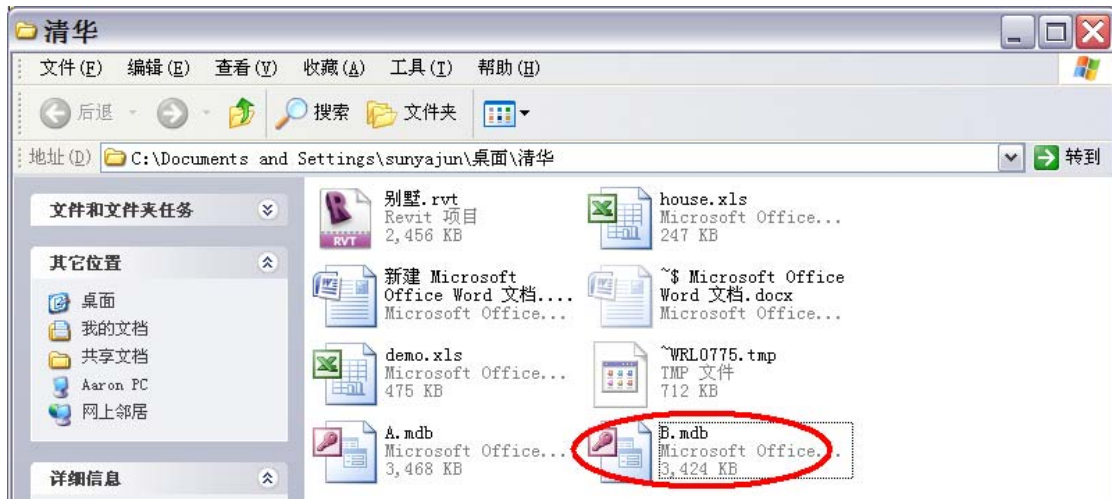 清华
文件(F) 编辑(E) 查看(V) 收藏(A) 工具(T) 帮助(H)
后退 搜索 文件夹
地址(D) C:\Documents and Settings\sunyajun\桌面\清华 转到
文件和文件夹任务
其它位置
桌面
我的文档
共享文档
Aaron PC
网上邻居
详细信息
别墅.rvt
Revit 项目
2,456 KB
RVT
house.xls
Microsoft Office...
247 KB
新建 Microsoft
Office Word 文档....
Microsoft Office...
~$ Microsoft Office
Word 文档.docx
Microsoft Office...
demo.xls
Microsoft Office...
475 KB
~WRL0775.tmp
TMP 文件
712 KB
A.mdb
Microsoft Office...
3,468 KB
B.mdb
Microsoft Office...
3,424 KB